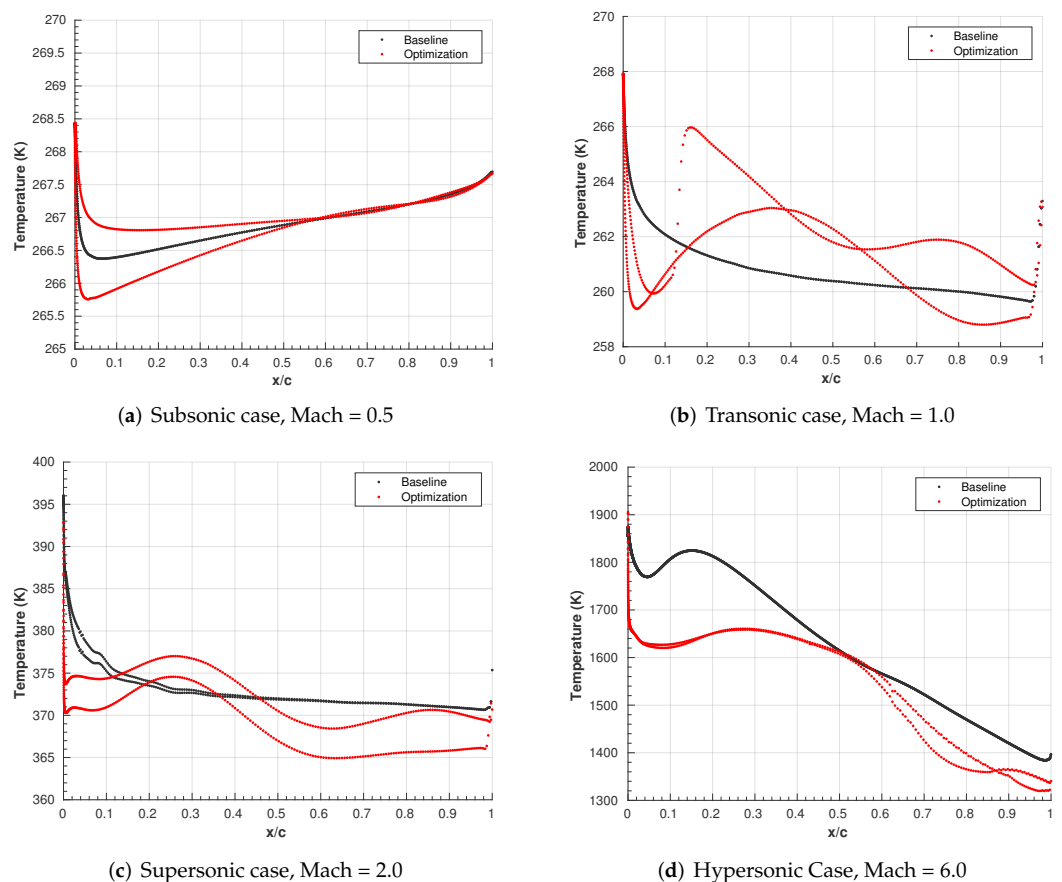 270
269.5
269
268.5
268
267.5
267
266.5
266
265.5
265
Temperature (K)
Baseline
Optimization
0 0.1 0.2 0.3 0.4 0.5 0.6 0.7 0.8 0.9 1
x/c
(a) Subsonic case, Mach = 0.5
270
268
266
264
262
260
258
Temperature (K)
Baseline
Optimization
0 0.1 0.2 0.3 0.4 0.5 0.6 0.7 0.8 0.9 1
x/c
(b) Transonic case, Mach = 1.0
400
395
390
385
380
375
370
365
360
Temperature (K)
Baseline
Optimization
0 0.1 0.2 0.3 0.4 0.5 0.6 0.7 0.8 0.9 1
x/c
(c) Supersonic case, Mach = 2.0
2000
1900
1800
1700
1600
1500
1400
1300
Temperature (K)
Baseline
Optimization
0 0.1 0.2 0.3 0.4 0.5 0.6 0.7 0.8 0.9 1
x/c
(d) Hypersonic Case, Mach = 6.0